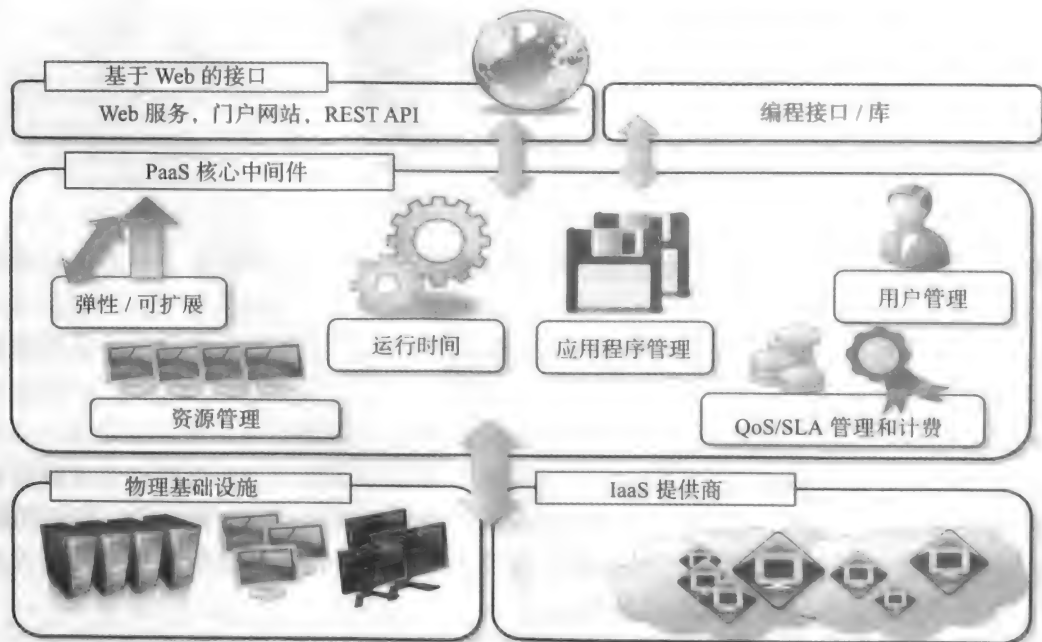 基于 Web 的接口
Web 服务，门户网站，REST API
编程接口 / 库
PaaS 核心中间件
弹性 / 可扩展
运行时间
应用程序管理
用户管理
资源管理
QoS/SLA 管理和计费
物理基础设施
IaaS 提供商